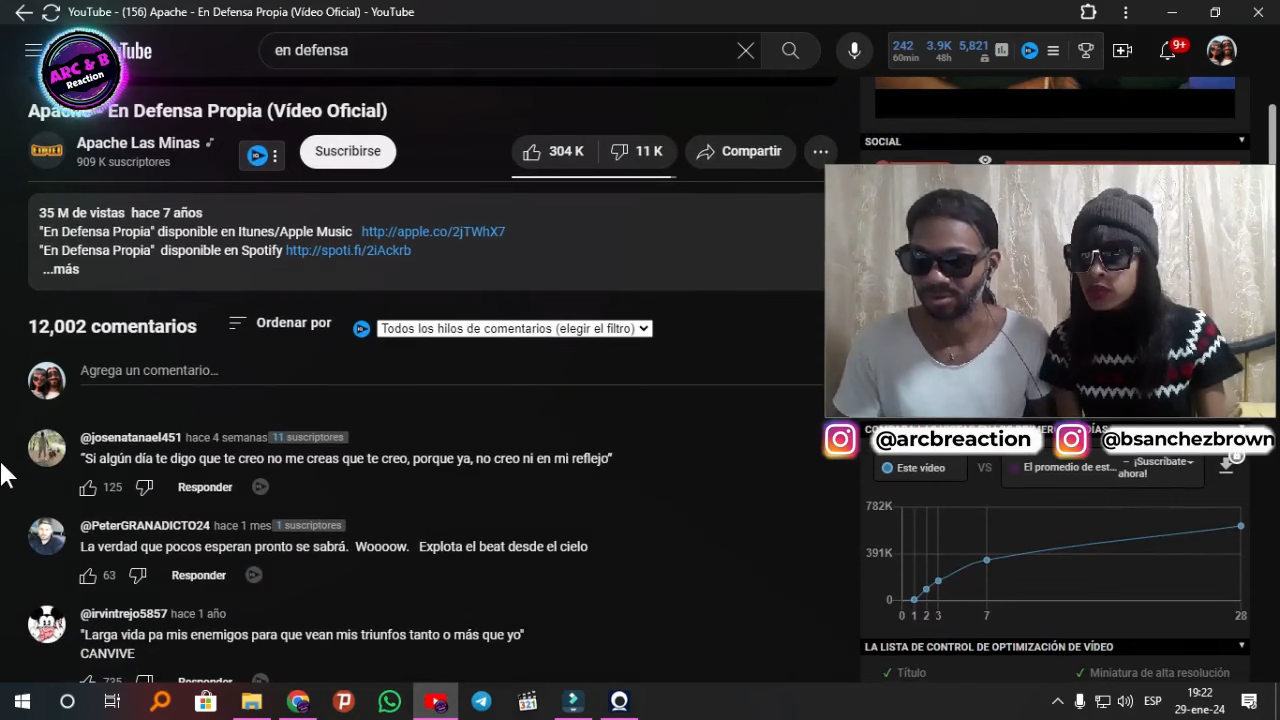 YouTube - (156) Apache - En Defensa Propia (Vídeo Oficial) - YouTube
ARC & B
Reaction
en defensa
242
60min
3.9K
48h
5,821
9+
En Defensa Propia (Vídeo Oficial)
Apache Las Minas
909 K suscriptores
Suscribirse
304 K
11 K
Compartir
SOCIAL
35 M de vistas hace 7 años
"En Defensa Propia" disponible en Itunes/Apple Music http://apple.co/2jTWhX7
"En Defensa Propia" disponible en Spotify http://spoti.fi/2iAckrb
...más
12,002 comentarios
Ordenar por
Todos los hilos de comentarios (elegir el filtro)
Agrega un comentario...
@josenatanael451 hace 4 semanas 11 suscriptores
“Si algún día te digo que te creo no me creas que te creo, porque ya, no creo ni en mi reflejo”
125
Responder
@PeterGRANADICTO24 hace 1 mes 1 suscriptores
La verdad que pocos esperan pronto se sabrá. Woooow. Explota el beat desde el cielo
63
Responder
@irvintrejo5857 hace 1 año
"Larga vida pa mis enemigos para que vean mis triunfos tanto o más que yo"
CANVIVE
735
Responder
@arcbreaction
@bsanchezbrown
Este vídeo
VS
El promedio de est...
– ¡Suscríbate
ahora!
782K
391K
0
0 1 2 3 7 28
LA LISTA DE CONTROL DE OPTIMIZACIÓN DE VÍDEO
Título
Miniatura de alta resolución
ESP
19:22
29-ene-24